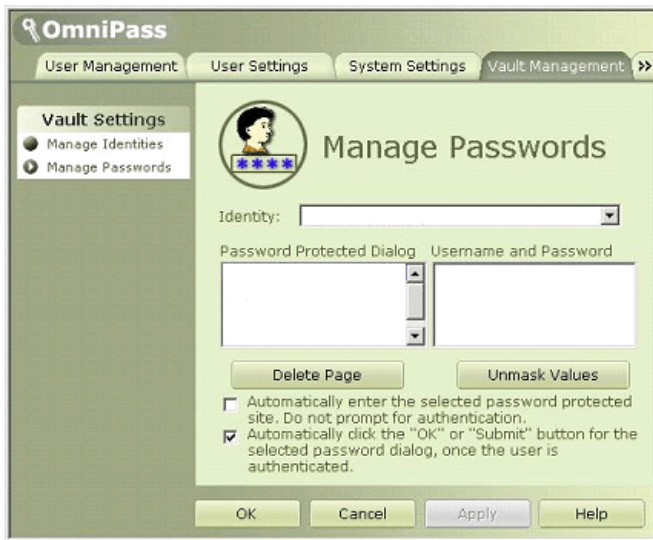 OmniPass
User Management User Settings System Settings Vault Management »
Vault Settings
Manage Identities
Manage Passwords
****
Manage Passwords
Identity:
Password Protected Dialog Username and Password
Delete Page Unmask Values
Automatically enter the selected password protected
site. Do not prompt for authentication.
Automatically click the "OK" or "Submit" button for the
selected password dialog, once the user is
authenticated.
OK Cancel Apply Help